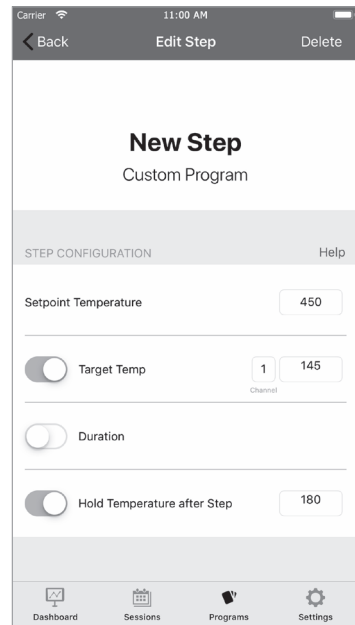 Carrier 11:00 AM
Back Edit Step Delete
New Step
Custom Program
STEP CONFIGURATION Help
Setpoint Temperature 450
Target Temp 1 145
Channel
Duration
Hold Temperature after Step 180
Dashboard Sessions Programs Settings